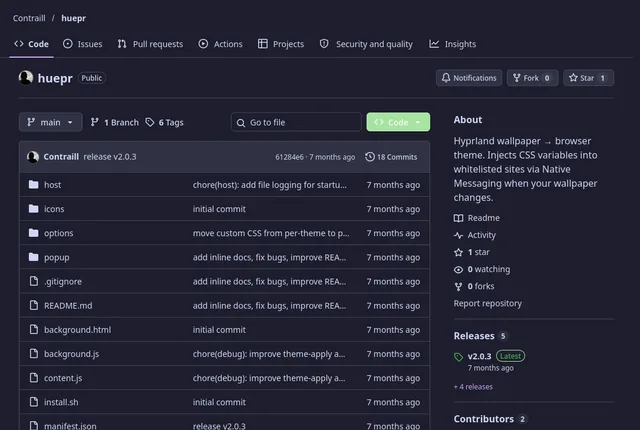 Contraill / huepr
Code Issues Pull requests Actions Projects Security and quality Insights
huepr Public Notifications Fork 0 Star 1
main 1 Branch 6 Tags Go to file Code
Contraill release v2.0.3 61284e6 · 7 months ago 18 Commits
host chore(host): add file logging for startu... 7 months ago
icons initial commit 7 months ago
options move custom CSS from per-theme to p... 7 months ago
popup add inline docs, fix bugs, improve REA... 7 months ago
.gitignore add inline docs, fix bugs, improve REA... 7 months ago
README.md add inline docs, fix bugs, improve REA... 7 months ago
background.html initial commit 7 months ago
background.js chore(debug): improve theme-apply a... 7 months ago
content.js chore(debug): improve theme-apply a... 7 months ago
install.sh initial commit 7 months ago
manifest.json release v2.0.3 7 months ago
About
Hyprland wallpaper → browser
theme. Injects CSS variables into
whitelisted sites via Native
Messaging when your wallpaper
changes.
Readme
Activity
1 star
0 watching
0 forks
Report repository
Releases 5
v2.0.3 Latest
7 months ago
+ 4 releases
Contributors 2